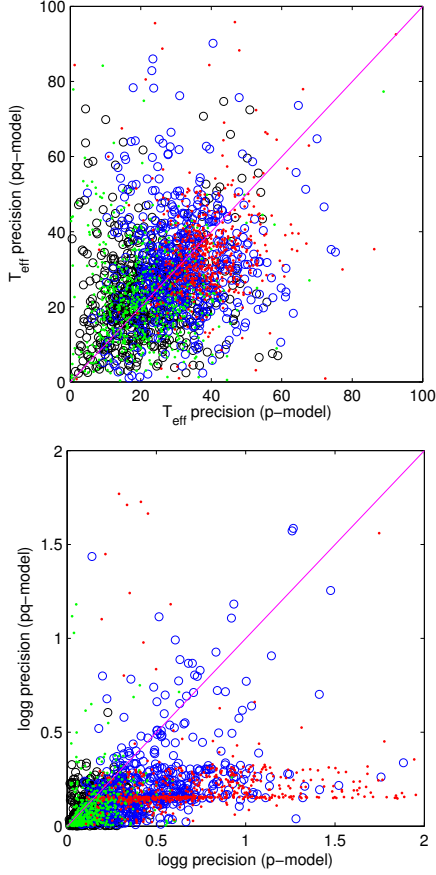 100
80
60
40
20
0
T_eff precision (pq-model)
0 20 40 60 80 100
T_eff precision (p-model)
2
1.5
1
0.5
0
logg precision (pq-model)
0 0.5 1 1.5 2
logg precision (p-model)